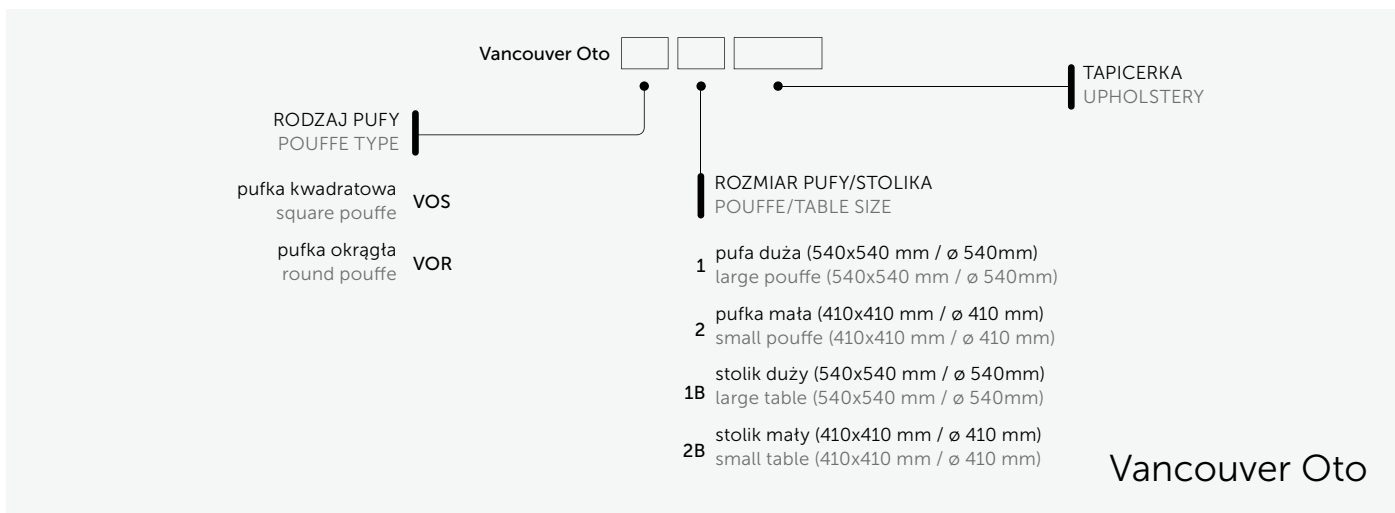 Vancouver Oto
TAPICERKA
UPHOLSTERY
RODZAJ PUFY
POUFFE TYPE
pufka kwadratowa
square pouffe
VOS
pufka okrągła
round pouffe
VOR
ROZMIAR PUFY/STOLIKA
POUFFE/TABLE SIZE
1
pufa duża (540x540 mm / ø 540mm)
large pouffe (540x540 mm / ø 540mm)
2
pufka mała (410x410 mm / ø 410 mm)
small pouffe (410x410 mm / ø 410 mm)
1B
stolik duży (540x540 mm / ø 540mm)
large table (540x540 mm / ø 540mm)
2B
stolik mały (410x410 mm / ø 410 mm)
small table (410x410 mm / ø 410 mm)
Vancouver Oto